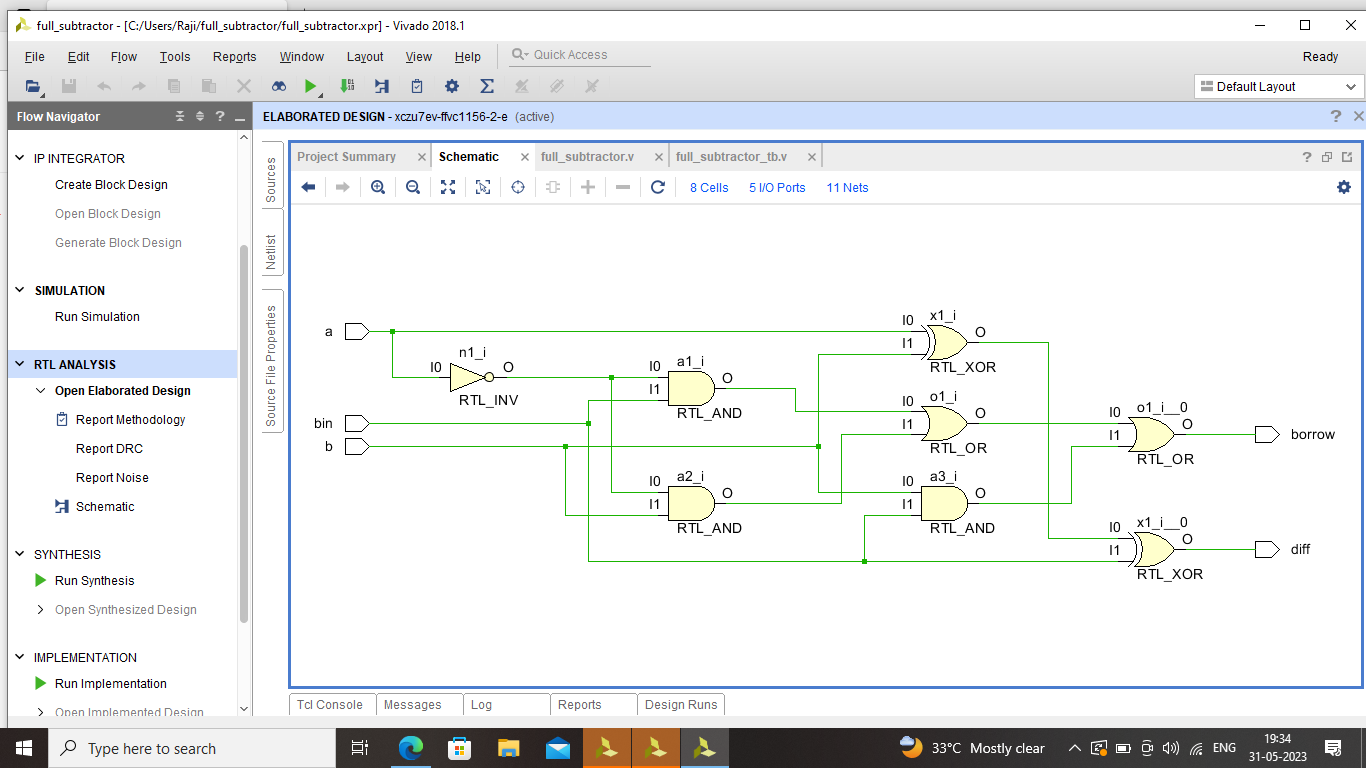 full_subtractor - [C:/Users/Raji/full_subtractor/full_subtractor.xpr] - Vivado 2018.1
File Edit Flow Tools Reports Window Layout View Help Quick Access Ready
Default Layout
Flow Navigator
ELABORATED DESIGN - xczu7ev-ffvc1156-2-e (active)
IP INTEGRATOR
Create Block Design
Open Block Design
Generate Block Design
SIMULATION
Run Simulation
RTL ANALYSIS
Open Elaborated Design
Report Methodology
Report DRC
Report Noise
Schematic
SYNTHESIS
Run Synthesis
Open Synthesized Design
IMPLEMENTATION
Run Implementation
Open Implemented Design
Sources
Netlist
Source File Properties
Project Summary Schematic full_subtractor.v full_subtractor_tb.v
8 Cells 5 I/O Ports 11 Nets
a
bin
b
n1_i
I0 O
RTL_INV
a1_i
I0 O
I1
RTL_AND
a2_i
I0 O
I1
RTL_AND
x1_i
I0 O
I1
RTL_XOR
o1_i
I0 O
I1
RTL_OR
a3_i
I0 O
I1
RTL_AND
o1_i__0
I0 O
I1
RTL_OR
borrow
x1_i__0
I0 O
I1
RTL_XOR
diff
Tcl Console Messages Log Reports Design Runs
Type here to search
33°C Mostly clear
ENG
19:34
31-05-2023